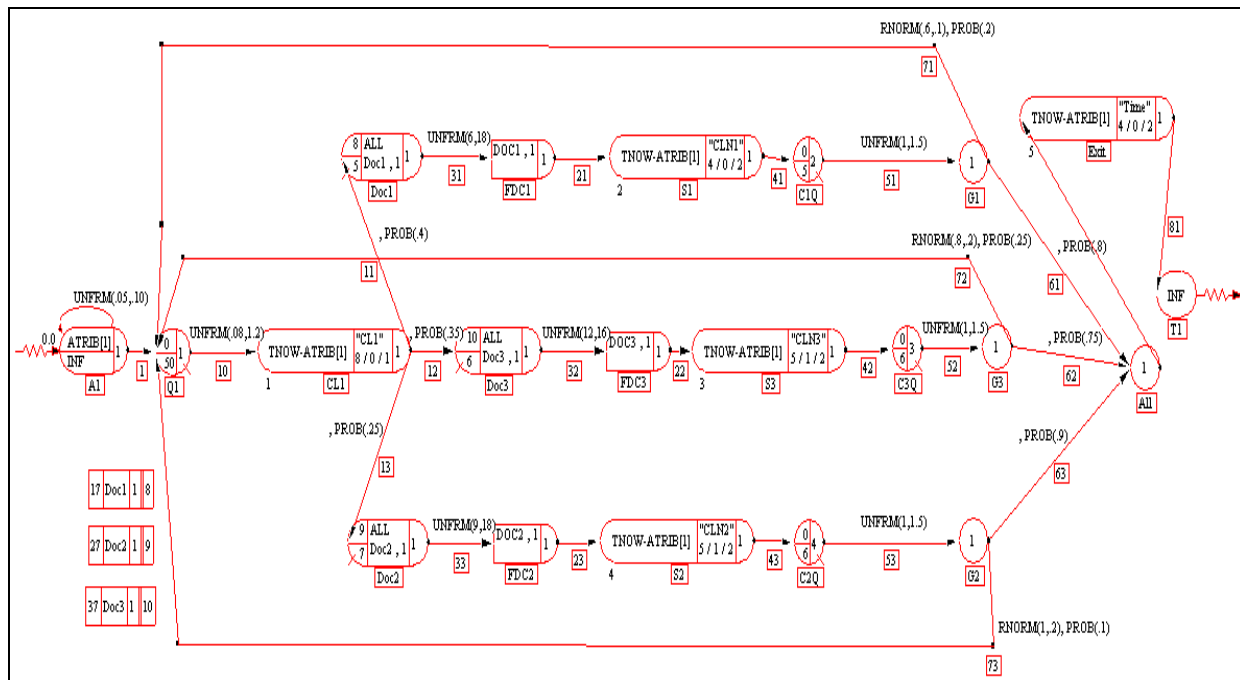 RNORM(.6,.1), PROB(.2)
71
TNOW-ATRIB[1] "Time" 4 / 0 / 2 1
5
Exit
8 ALL 5 Doc1 , 1 1
Doc1
UNFRM(6,18)
31
DOC1 , 1 1
FDC1
21
TNOW-ATRIB[1] "CLN1" 4 / 0 / 2 1
2
S1
41
0 5 2
C1Q
UNFRM(1,1.5)
51
1
G1
81
, PROB(.4)
11
RNORM(.8,.2), PROB(.25)
72
, PROB(.8)
61
INF
T1
UNFRM(.05,.10)
0.0
ATRIB[1] INF 1
A1
1
0 50 1
Q1
UNFRM(.08,1.2)
10
TNOW-ATRIB[1] "CL1" 8 / 0 / 1 1
1
CL1
, PROB(.35)
12
10 ALL 6 Doc3 , 1 1
Doc3
UNFRM(12,16)
32
DOC3 , 1 1
FDC3
22
TNOW-ATRIB[1] "CLN3" 5 / 1 / 2 1
3
S3
42
0 6 3
C3Q
UNFRM(1,1.5)
52
1
G3
, PROB(.75)
62
1
All
, PROB(.25)
13
, PROB(.9)
63
17 Doc1 1 8
27 Doc2 1 9
37 Doc3 1 10
9 ALL 7 Doc2 , 1 1
Doc2
UNFRM(9,18)
33
DOC2 , 1 1
FDC2
23
TNOW-ATRIB[1] "CLN2" 5 / 1 / 2 1
4
S2
43
0 6 4
C2Q
UNFRM(1,1.5)
53
1
G2
RNORM(1,.2), PROB(.1)
73